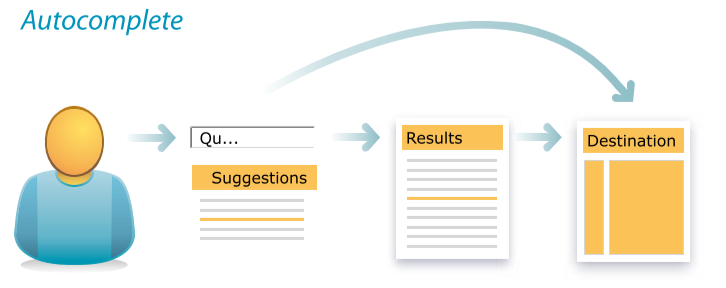 Autocomplete
Qu...
Suggestions
Results
Destination